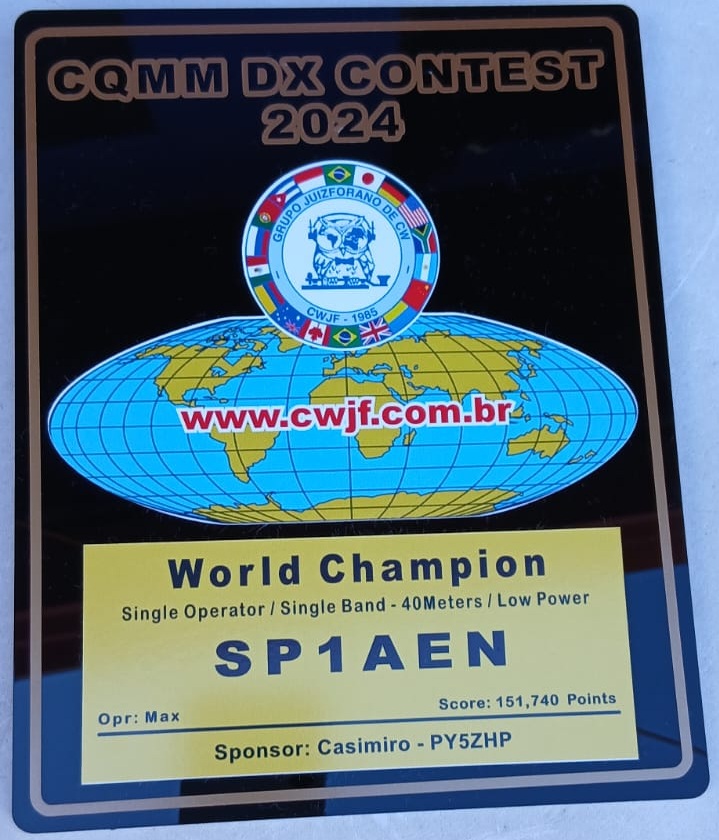 CQMM DX CONTEST
2024
GRUPO JUIZFORANO DE CW
CWJF - 1985
www.cwjf.com.br
World Champion
Single Operator / Single Band - 40Meters / Low Power
SP1AEN
Opr: Max
Score: 151,740 Points
Sponsor: Casimiro - PY5ZHP